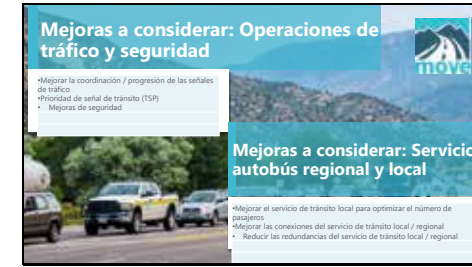 Mejoras a considerar: Operaciones de
tráfico y seguridad
•Mejorar la coordinación / progresión de las señales
de tráfico
•Prioridad de señal de tránsito (TSP)
• Mejoras de seguridad
move
Mejoras a considerar: Servicio
autobús regional y local
•Mejorar el servicio de tránsito local para optimizar el número de
pasajeros
•Mejorar las conexiones del servicio de tránsito local / regional
• Reducir las redundancias del servicio de tránsito local / regional